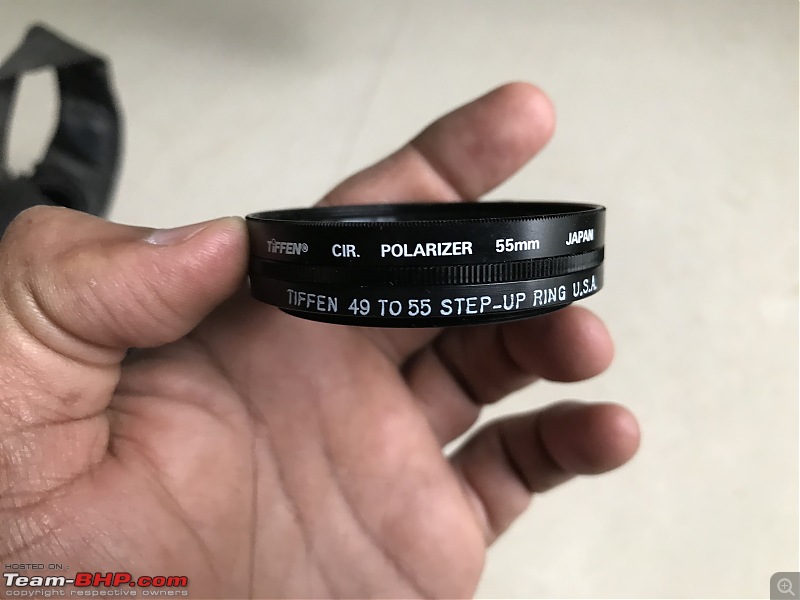 TIFFEN® CIR. POLARIZER 55mm JAPAN
TIFFEN 49 TO 55 STEP-UP RING U.S.A.
HOSTED ON :
Team-BHP.com
copyright respective owners